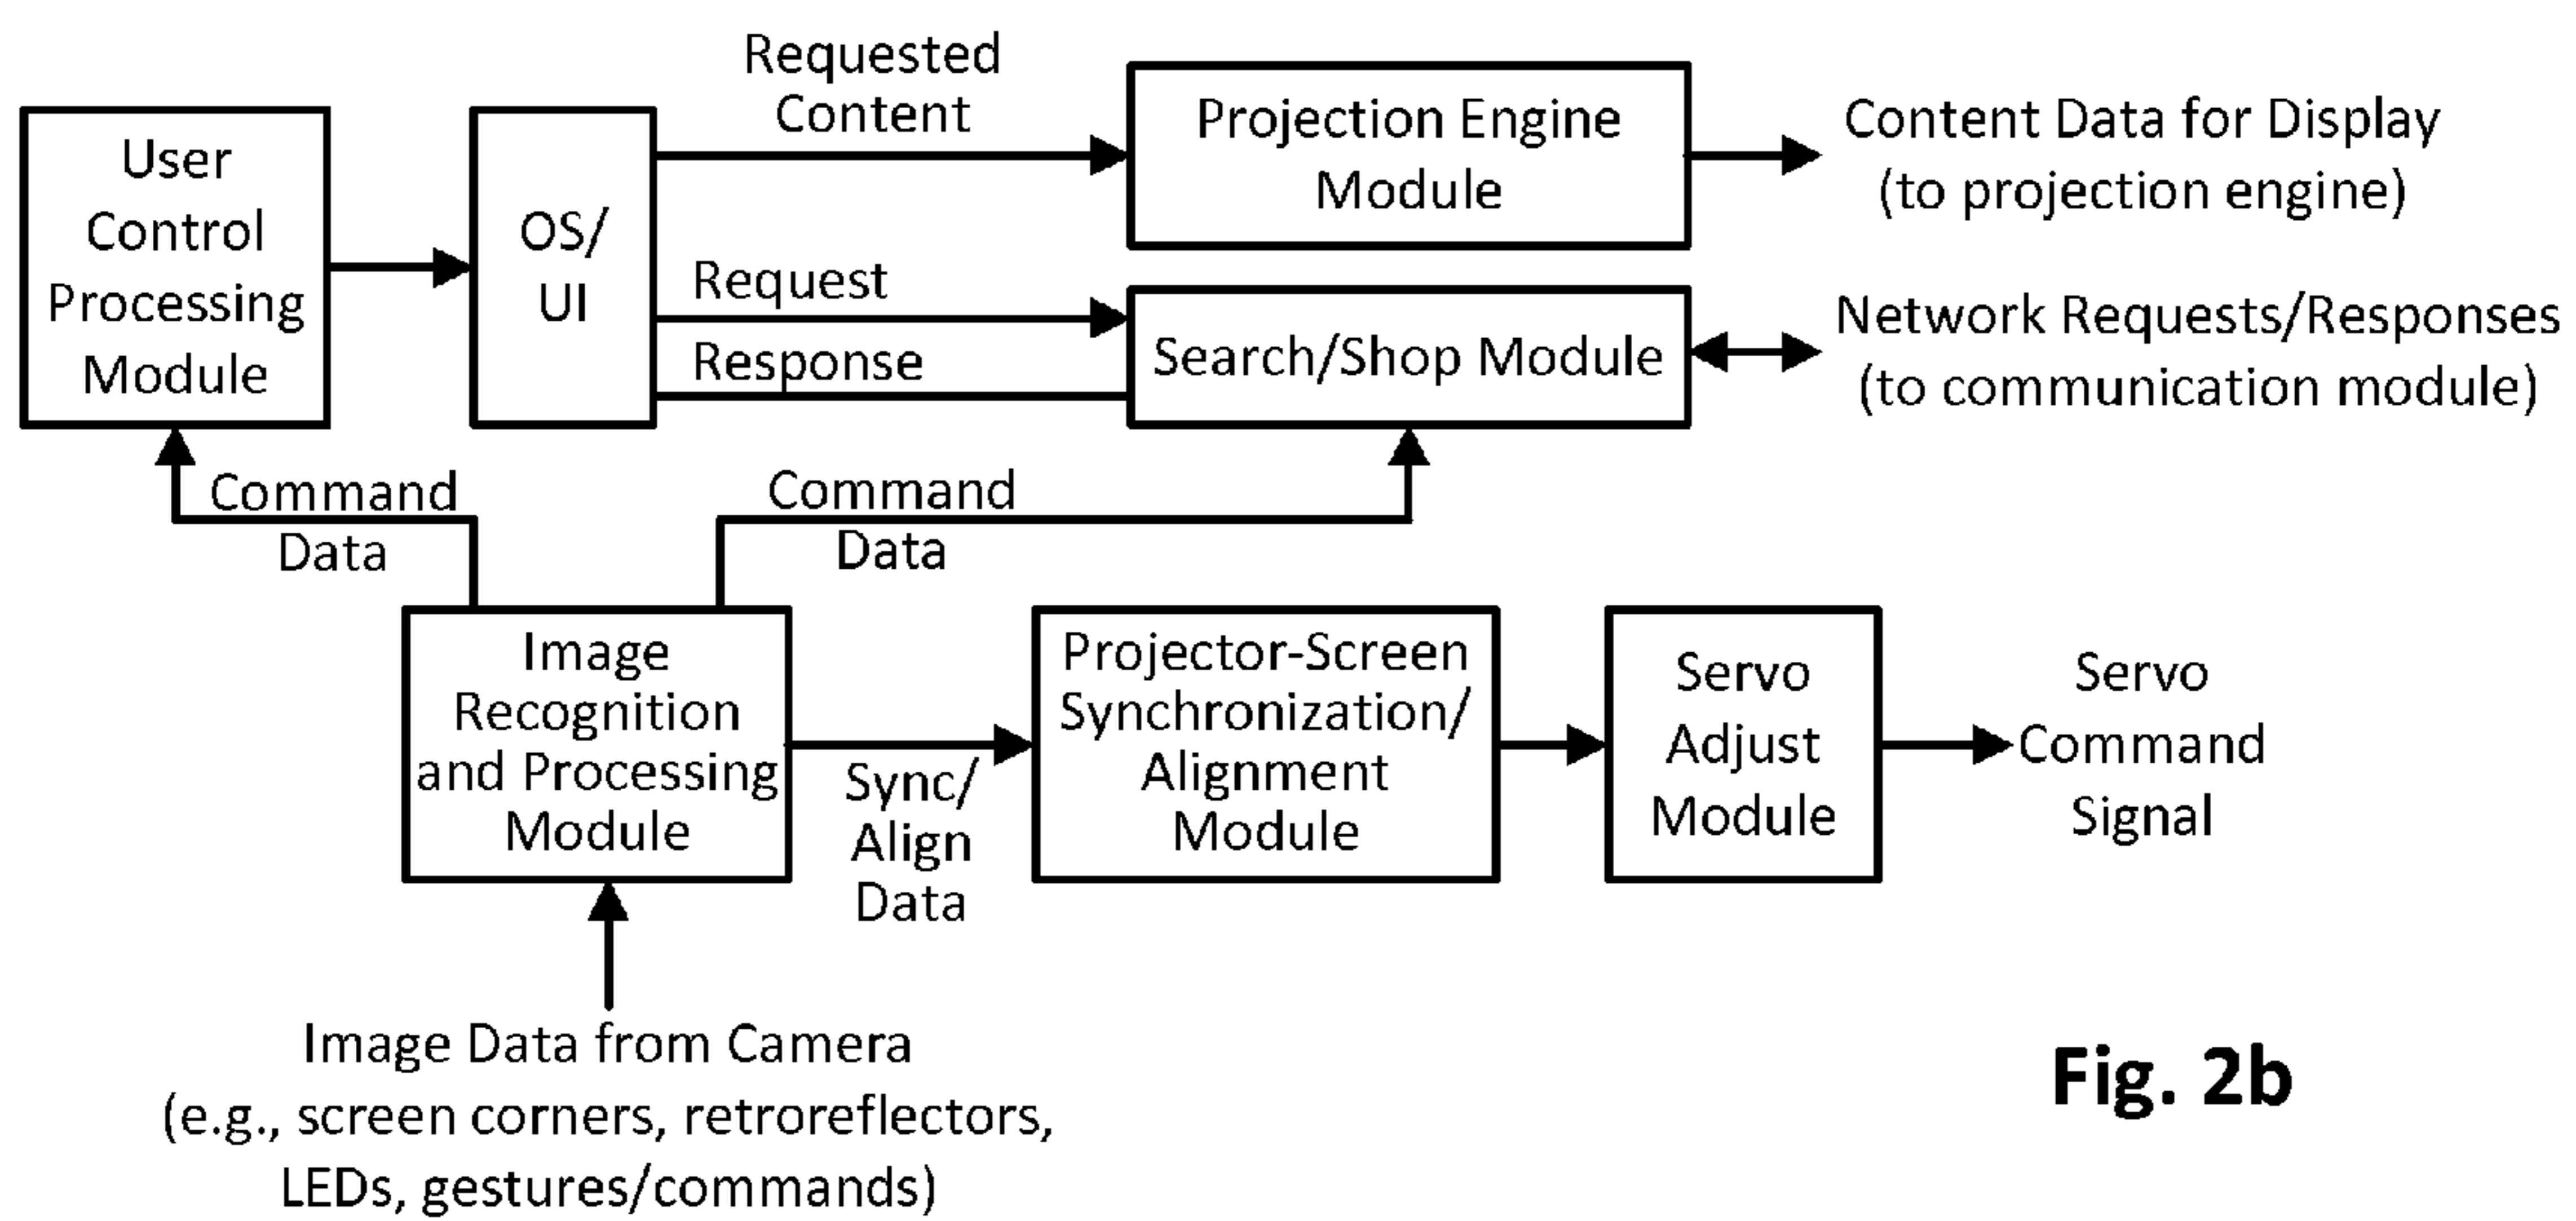 Requested
Content
User
Control
Processing
Module
OS/
UI
Projection Engine
Module
Content Data for Display
(to projection engine)
Request
Response
Search/Shop Module
Network Requests/Responses
(to communication module)
Command
Data
Command
Data
Image
Recognition
and Processing
Module
Sync/
Align
Data
Projector-Screen
Synchronization/
Alignment
Module
Servo
Adjust
Module
Servo
Command
Signal
Image Data from Camera
(e.g., screen corners, retroreflectors,
LEDs, gestures/commands)
Fig. 2b